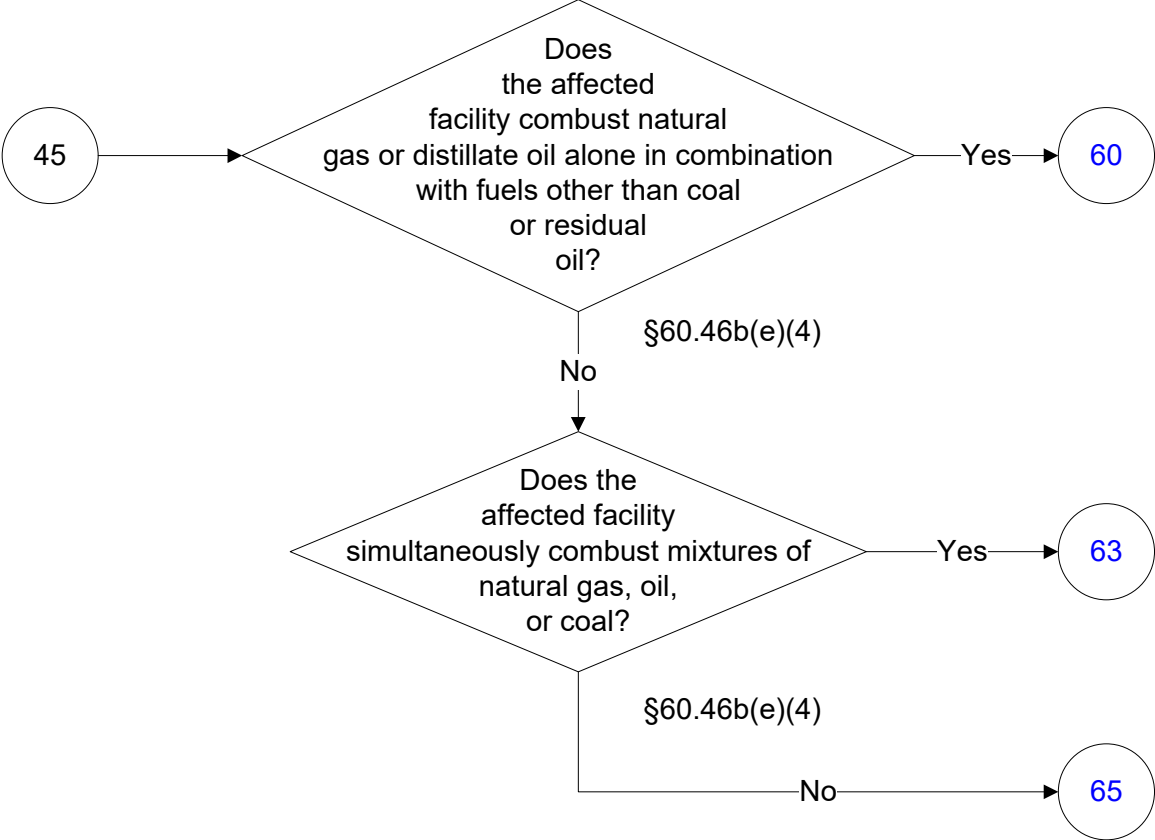 Does
the affected
facility combust natural
gas or distillate oil alone in combination
with fuels other than coal
or residual
oil?
45
Yes
60
§60.46b(e)(4)
No
Does the
affected facility
simultaneously combust mixtures of
natural gas, oil,
or coal?
Yes
63
§60.46b(e)(4)
No
65